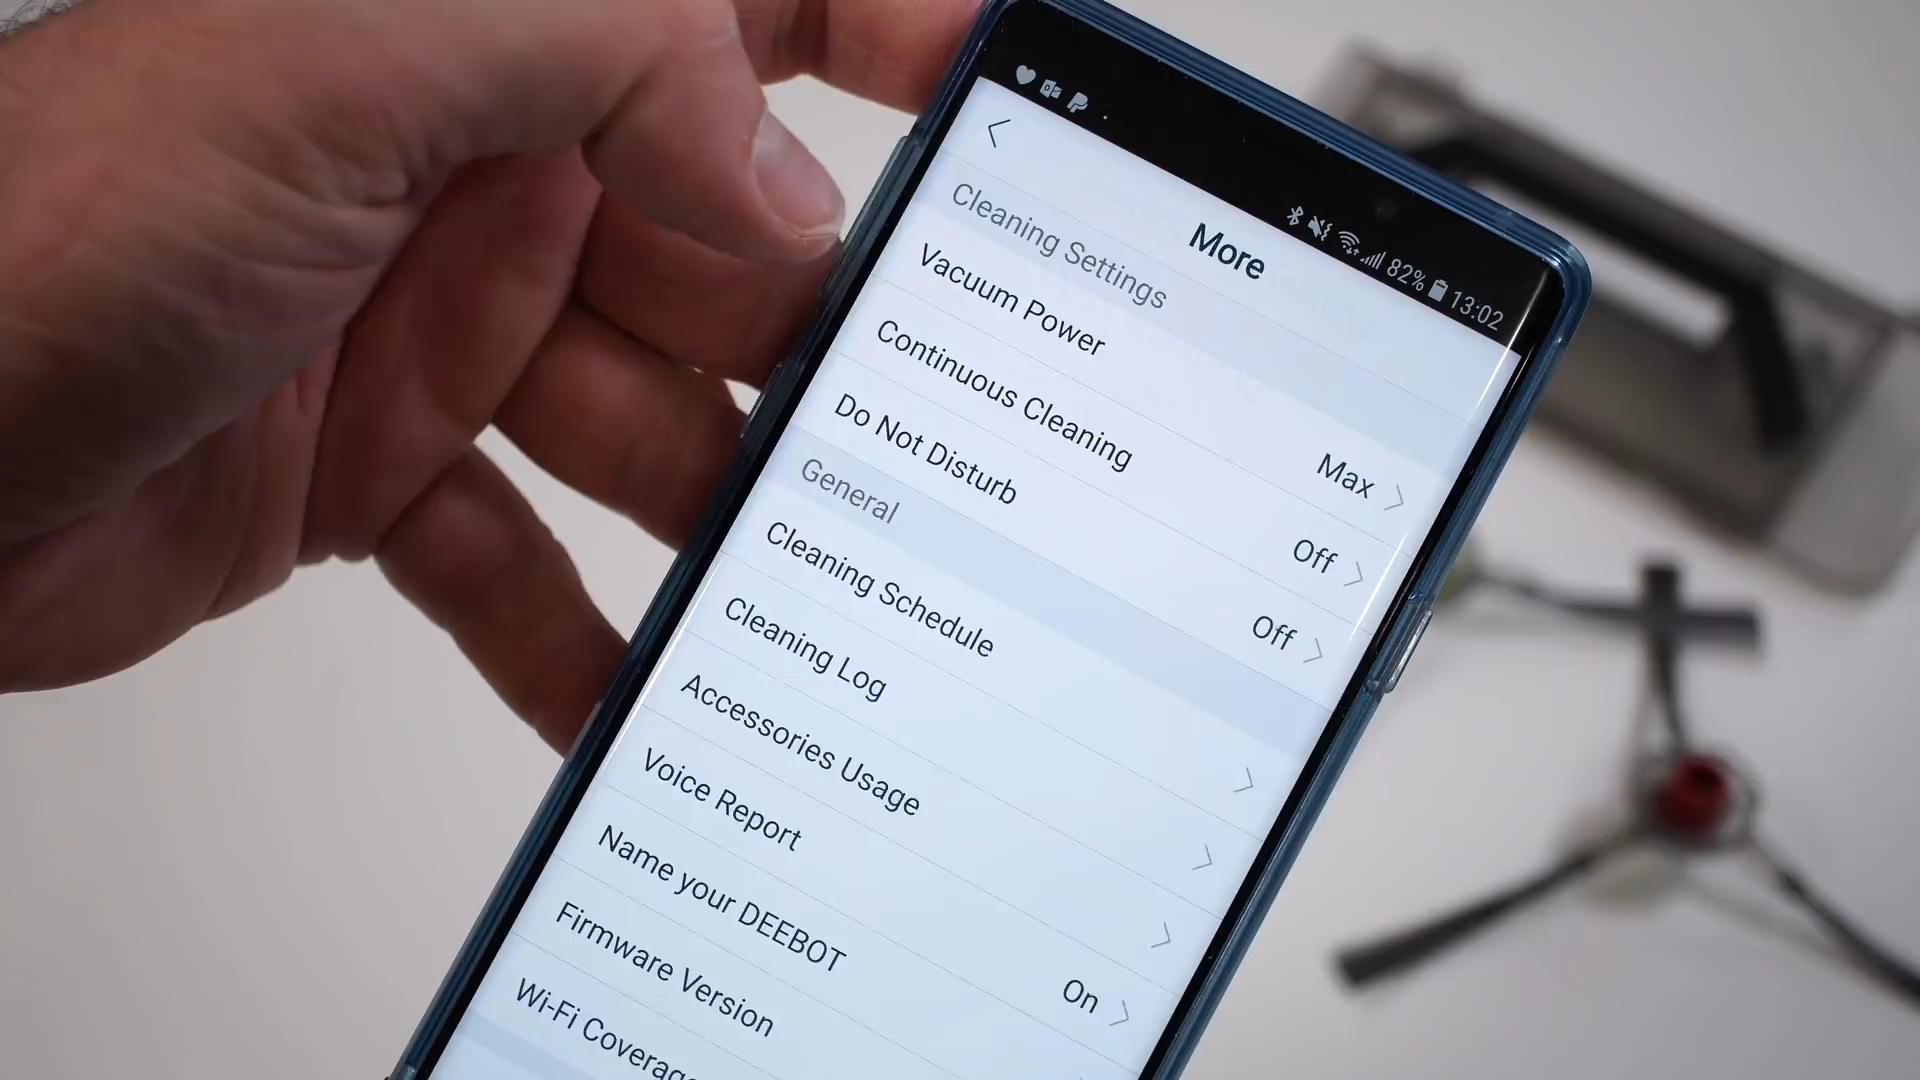 82% 13:02
More
Cleaning Settings
Vacuum Power Max
Continuous Cleaning Off
Do Not Disturb Off
General
Cleaning Schedule
Cleaning Log
Accessories Usage
Voice Report On
Name your DEEBOT
Firmware Version
Wi-Fi